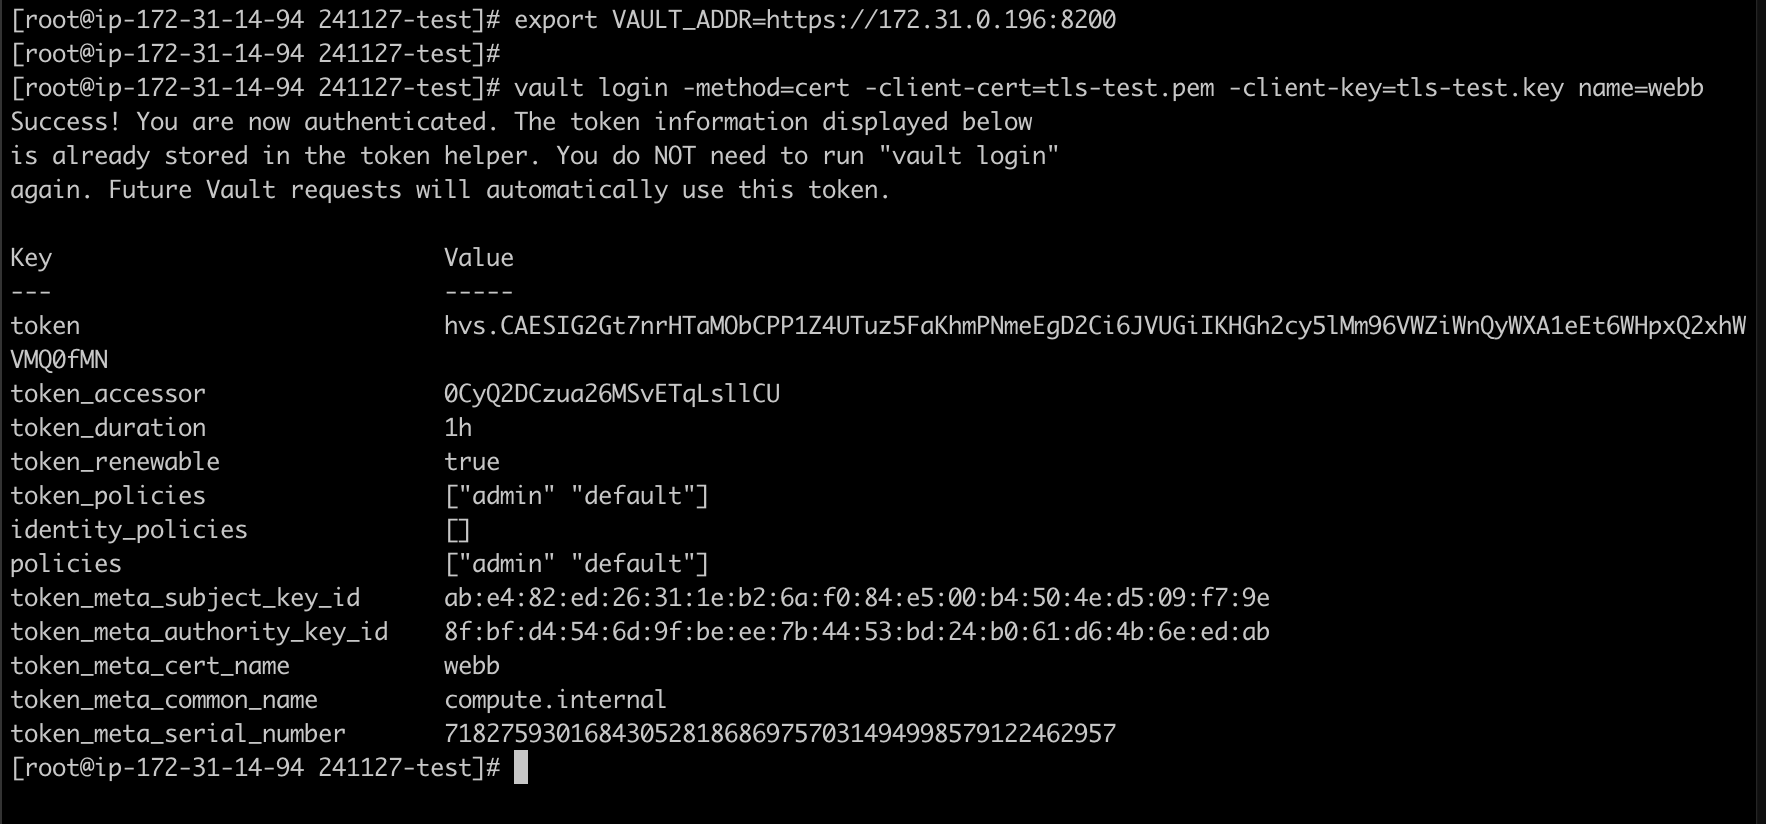 [root@ip-172-31-14-94 241127-test]# export VAULT_ADDR=https://172.31.0.196:8200
[root@ip-172-31-14-94 241127-test]#
[root@ip-172-31-14-94 241127-test]# vault login -method=cert -client-cert=tls-test.pem -client-key=tls-test.key name=webb
Success! You are now authenticated. The token information displayed below
is already stored in the token helper. You do NOT need to run "vault login"
again. Future Vault requests will automatically use this token.
Key Value
--- -----
token hvs.CAESIG2Gt7nrHTaMObCPP1Z4UTuz5FaKhmPNmeEgD2Ci6JVUGiIKHGh2cy5lMm96VWZiWnQyWXA1eEt6WHpxQ2xhW
VMQ0fMN
token_accessor 0CyQ2DCzua26MSvETqLsllCU
token_duration 1h
token_renewable true
token_policies ["admin" "default"]
identity_policies []
policies ["admin" "default"]
token_meta_subject_key_id ab:e4:82:ed:26:31:1e:b2:6a:f0:84:e5:00:b4:50:4e:d5:09:f7:9e
token_meta_authority_key_id 8f:bf:d4:54:6d:9f:be:ee:7b:44:53:bd:24:b0:61:d6:4b:6e:ed:ab
token_meta_cert_name webb
token_meta_common_name compute.internal
token_meta_serial_number 718275930168430528186869757031494998579122462957
[root@ip-172-31-14-94 241127-test]#